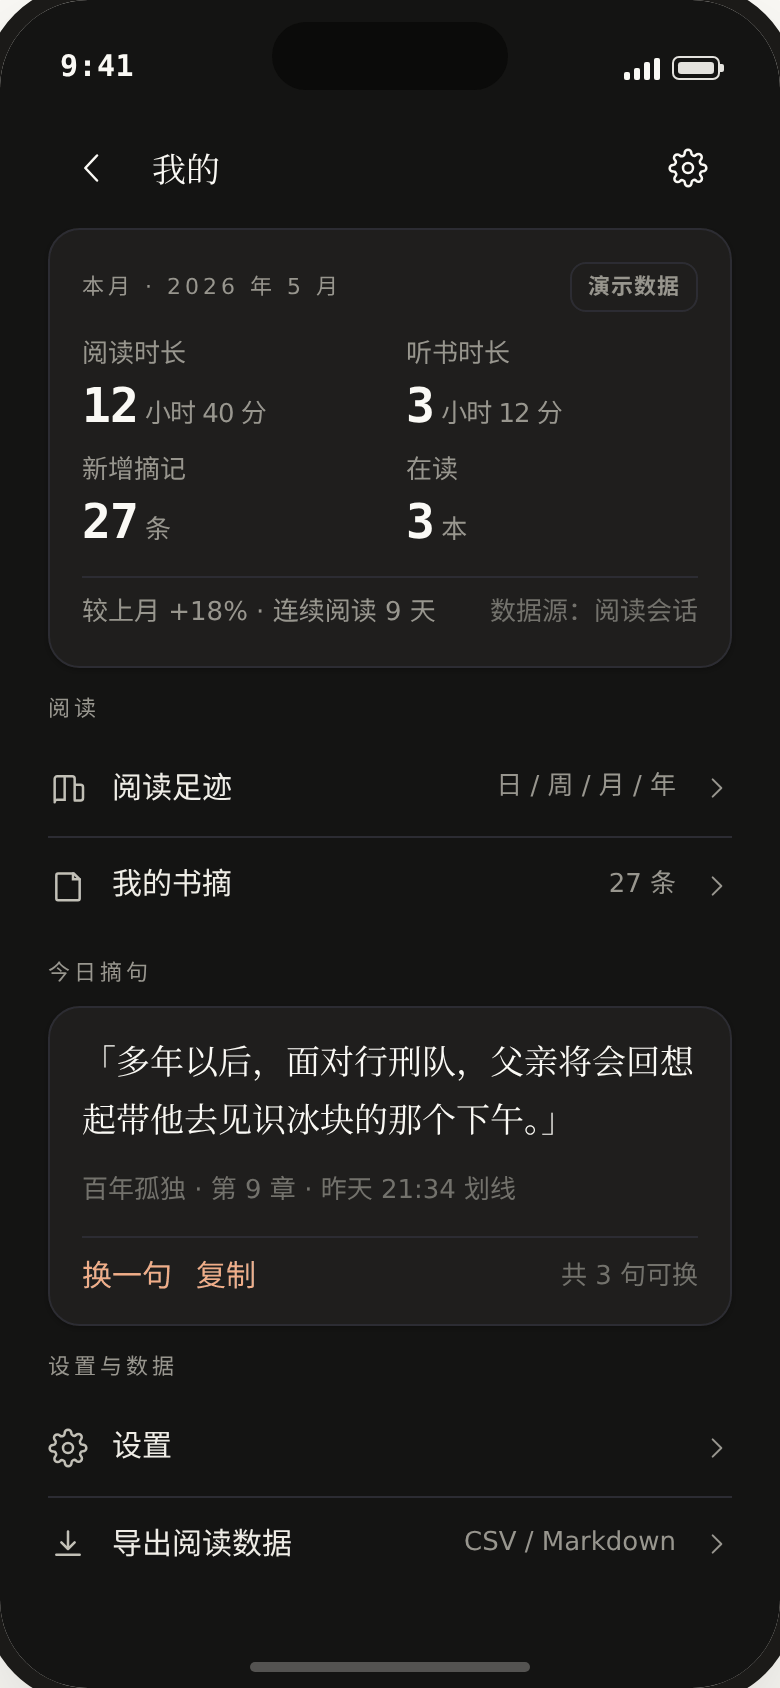 9:41
我的
本月 · 2026 年 5 月
演示数据
阅读时长
听书时长
12 小时 40 分
3 小时 12 分
新增摘记
在读
27 条
3 本
较上月 +18% · 连续阅读 9 天
数据源：阅读会话
阅读
阅读足迹
日 / 周 / 月 / 年
我的书摘
27 条
今日摘句
「多年以后，面对行刑队，父亲将会回想
起带他去见识冰块的那个下午。」
百年孤独 · 第 9 章 · 昨天 21:34 划线
换一句 复制
共 3 句可换
设置与数据
设置
导出阅读数据
CSV / Markdown